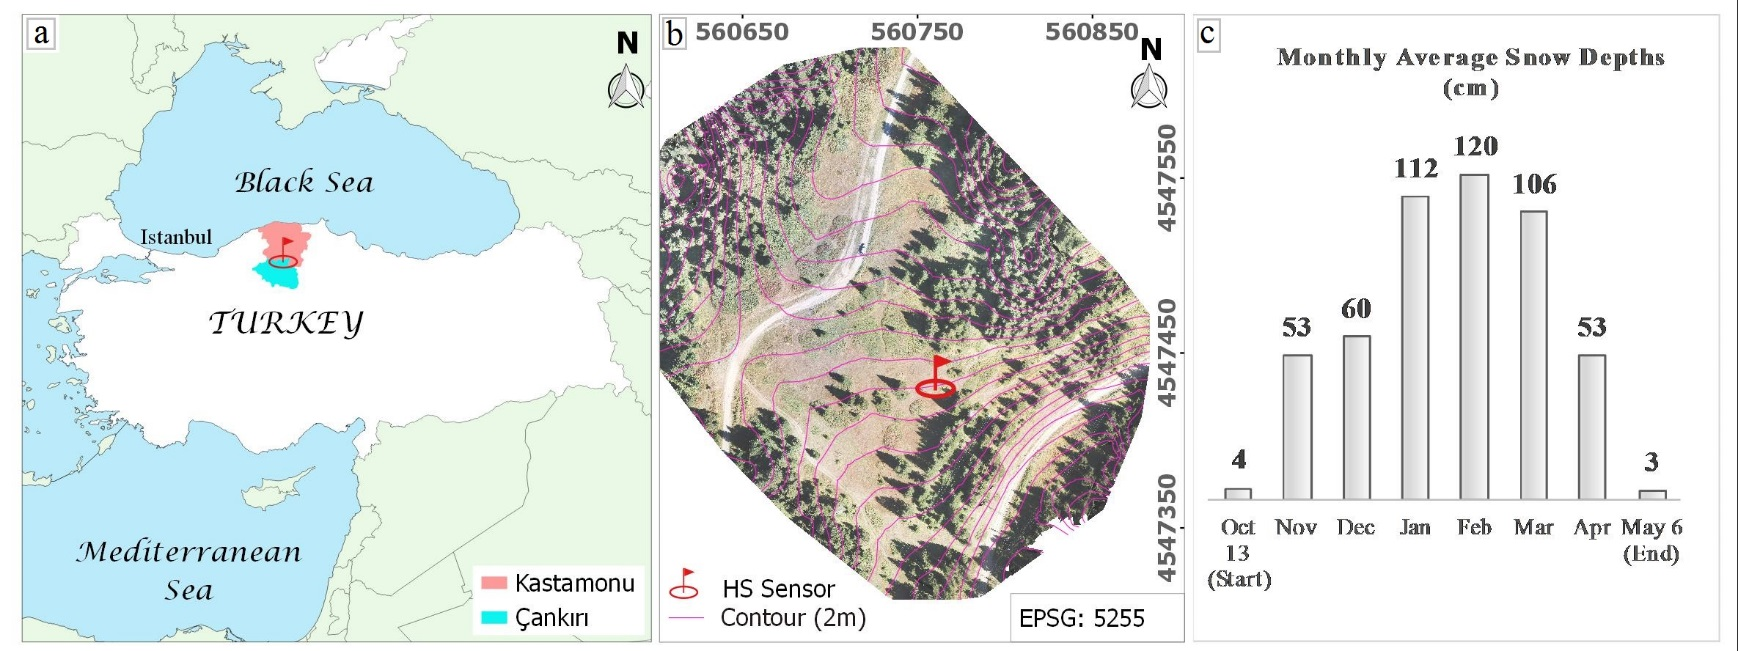 a
N
Black Sea
Istanbul
TURKEY
Mediterranean
Sea
Kastamonu
Çankırı
b
560650
560750
560850
N
4547550
4547450
4547350
HS Sensor
Contour (2m)
EPSG: 5255
c
Monthly Average Snow Depths
(cm)
4
53
60
112
120
106
53
3
Oct
13
(Start)
Nov
Dec
Jan
Feb
Mar
Apr
May 6
(End)